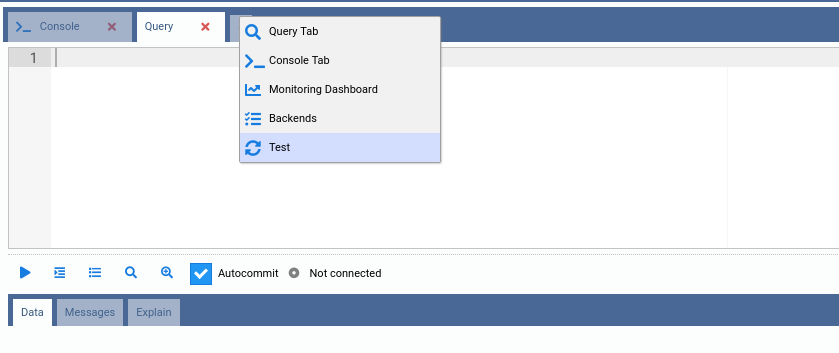 Console
Query
Query Tab
Console Tab
Monitoring Dashboard
Backends
Test
1
Autocommit
Not connected
Data
Messages
Explain